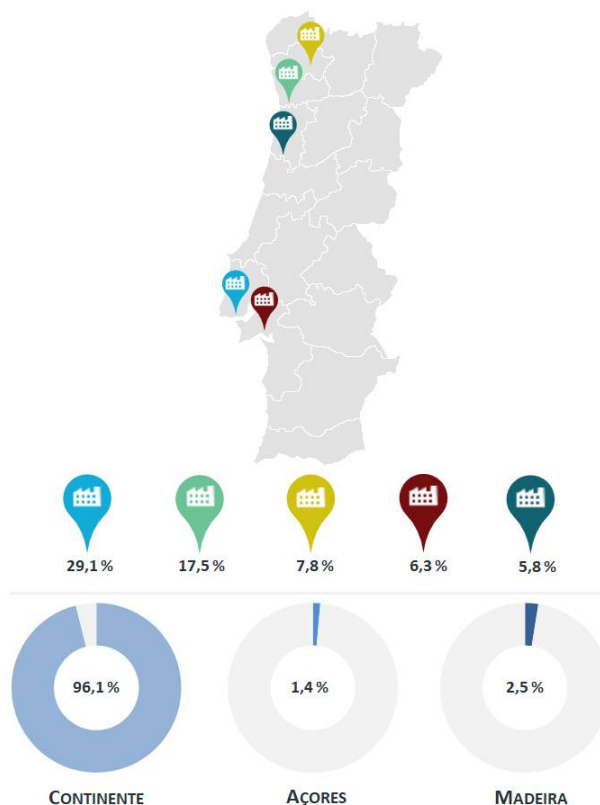 29,1 % 17,5 % 7,8 % 6,3 % 5,8 %
96,1 % 1,4 % 2,5 %
CONTINENTE AÇORES MADEIRA